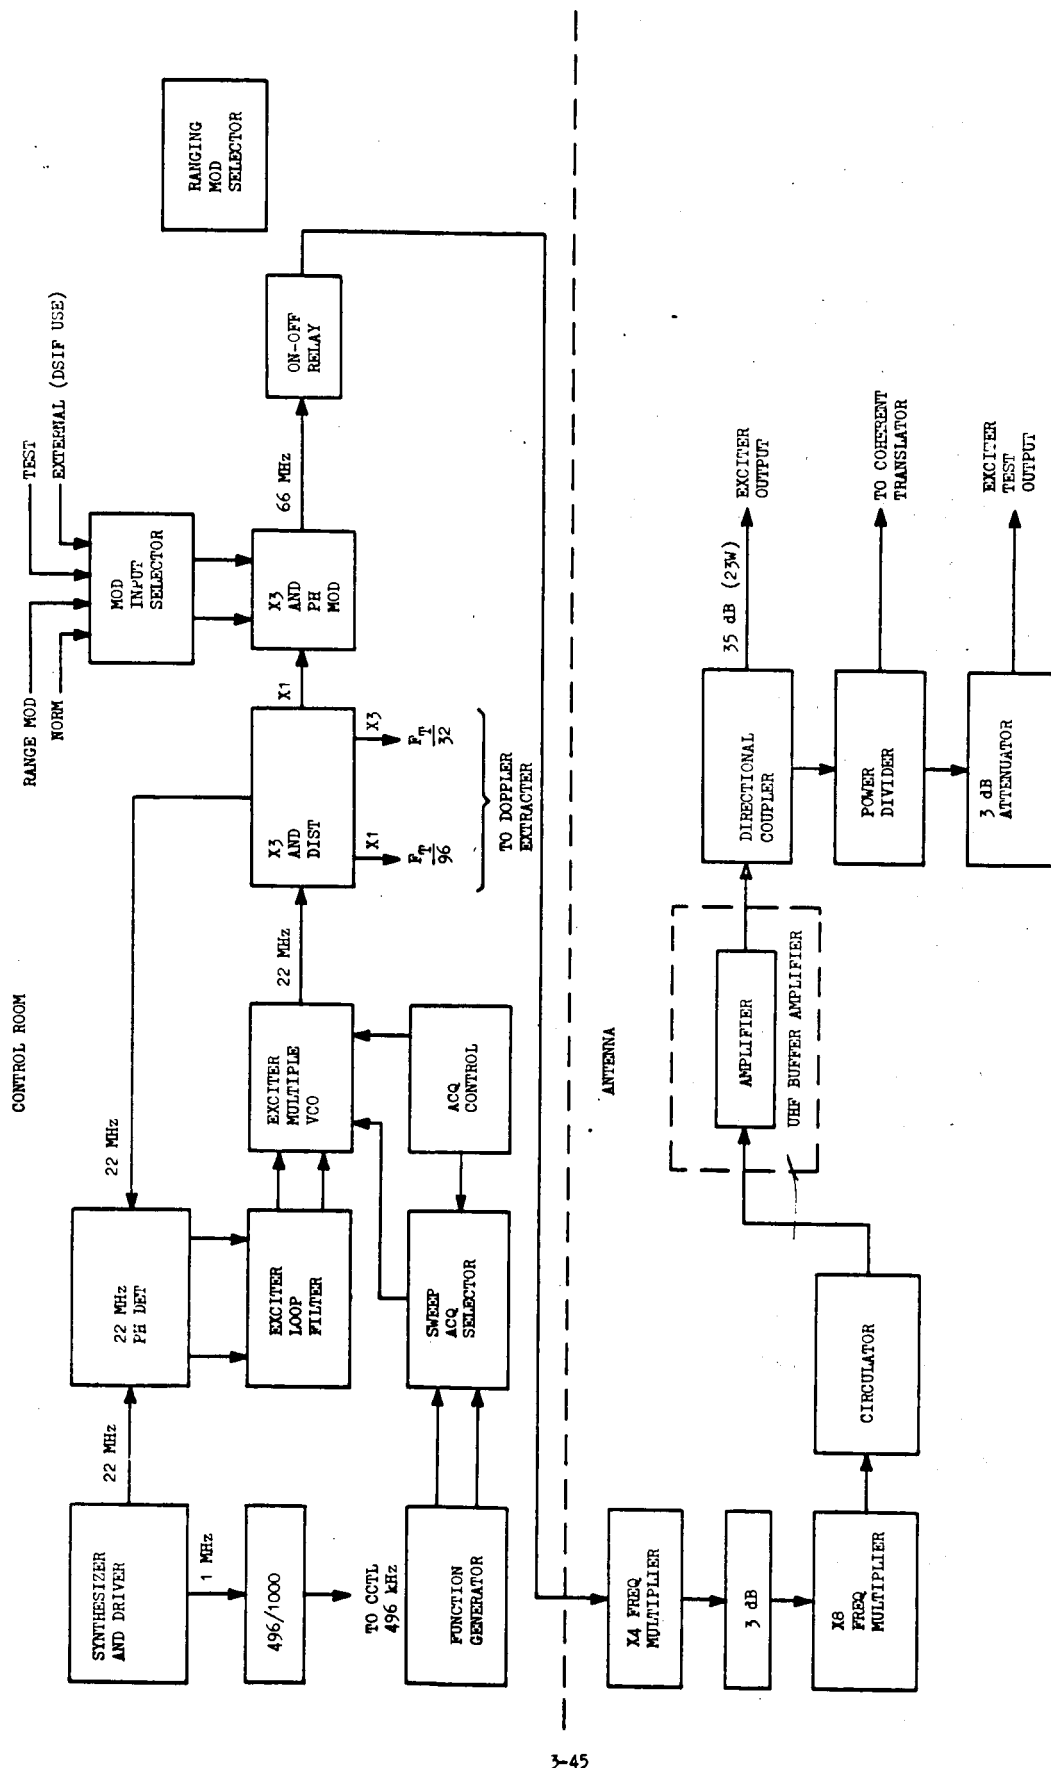 CONTROL ROOM
SYNTHESIZER
AND DRIVER
22 MHz
22 MHz
PH DET
22 MHz
1 MHz
496/1000
TO CCTL
496 kHz
EXCITER
LOOP
FILTER
EXCITER
MULTIPLE
VCO
22 MHz
FUNCTION
GENERATOR
SWEEP
ACQ
SELECTOR
ACQ
CONTROL
X3
AND
DIST
X1
X1
F_T/96
X3
F_T/32
TO DOPPLER
EXTRACTER
RANGE MOD
NORM
TEST
EXTERNAL (DSIF USE)
MOD
INPUT
SELECTOR
X3
AND
PH
MOD
66 MHz
ON-OFF
RELAY
RANGING
MOD
SELECTOR
ANTENNA
X4 FREQ
MULTIPLIER
3 dB
X8
FREQ
MULTIPLIER
CIRCULATOR
AMPLIFIER
UHF BUFFER AMPLIFIER
DIRECTIONAL
COUPLER
35 dB (23W)
EXCITER
OUTPUT
POWER
DIVIDER
TO COHERENT
TRANSLATOR
3 dB
ATTENUATOR
EXCITER
TEST
OUTPUT
3-45